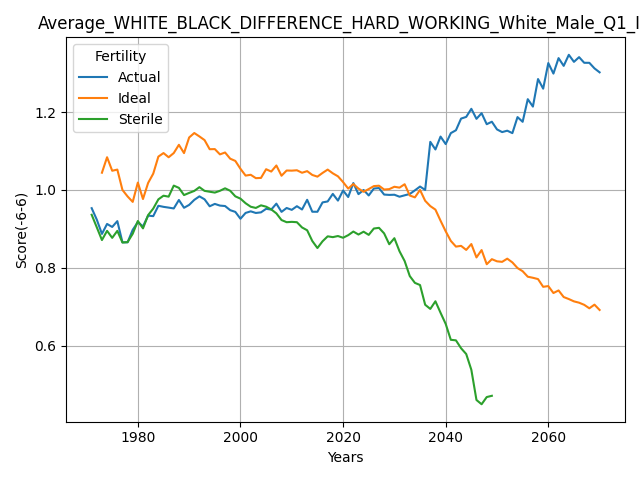 Average_WHITE_BLACK_DIFFERENCE_HARD_WORKING_White_Male_Q1_I
Fertility
Actual
Ideal
Sterile
Score(-6-6)
1.2
1.0
0.8
0.6
1980 2000 2020 2040 2060
Years